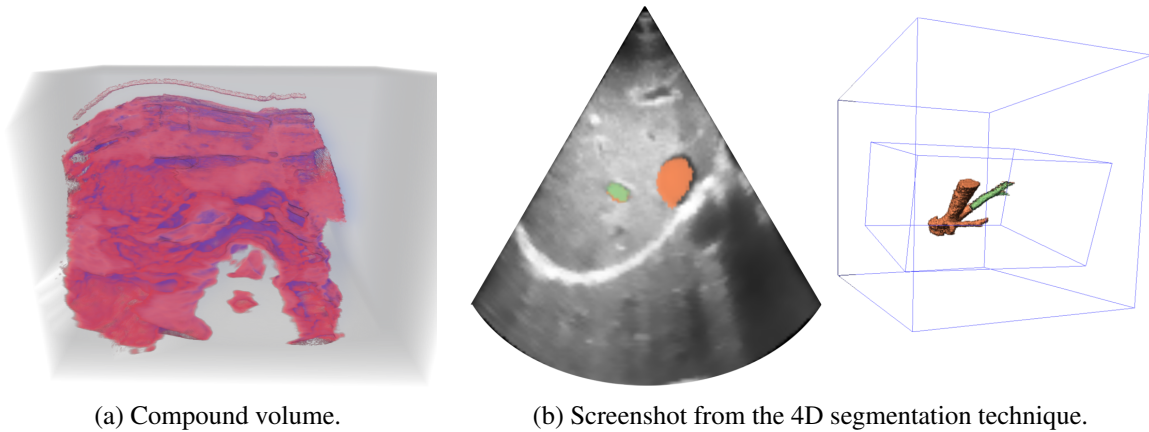 (a) Compound volume.
(b) Screenshot from the 4D segmentation technique.